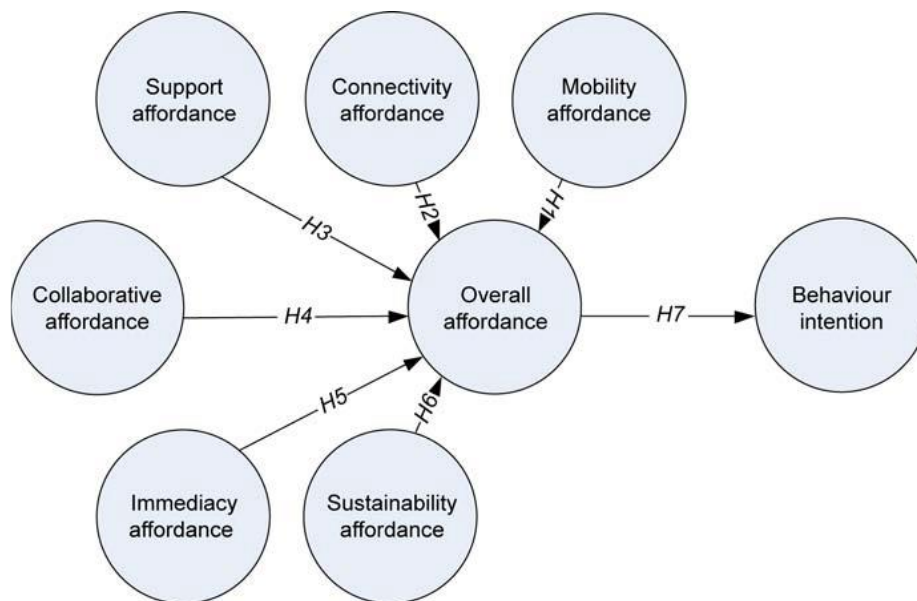 Support
affordance
Connectivity
affordance
Mobility
affordance
H3
H2
H1
Collaborative
affordance
H4
Overall
affordance
H7
Behaviour
intention
H5
H6
Immediacy
affordance
Sustainability
affordance